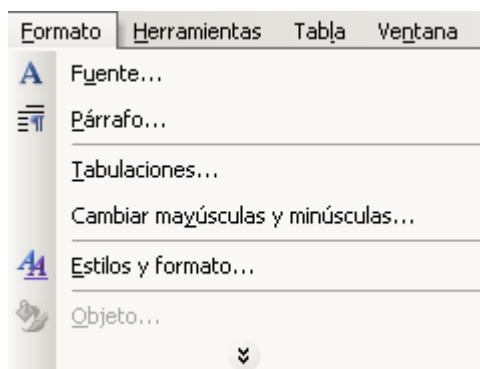 Formato Herramientas Tabla Ventana
Fuente...
Párrafo...
Tabulaciones...
Cambiar mayúsculas y minúsculas...
Estilos y formato...
Objeto...